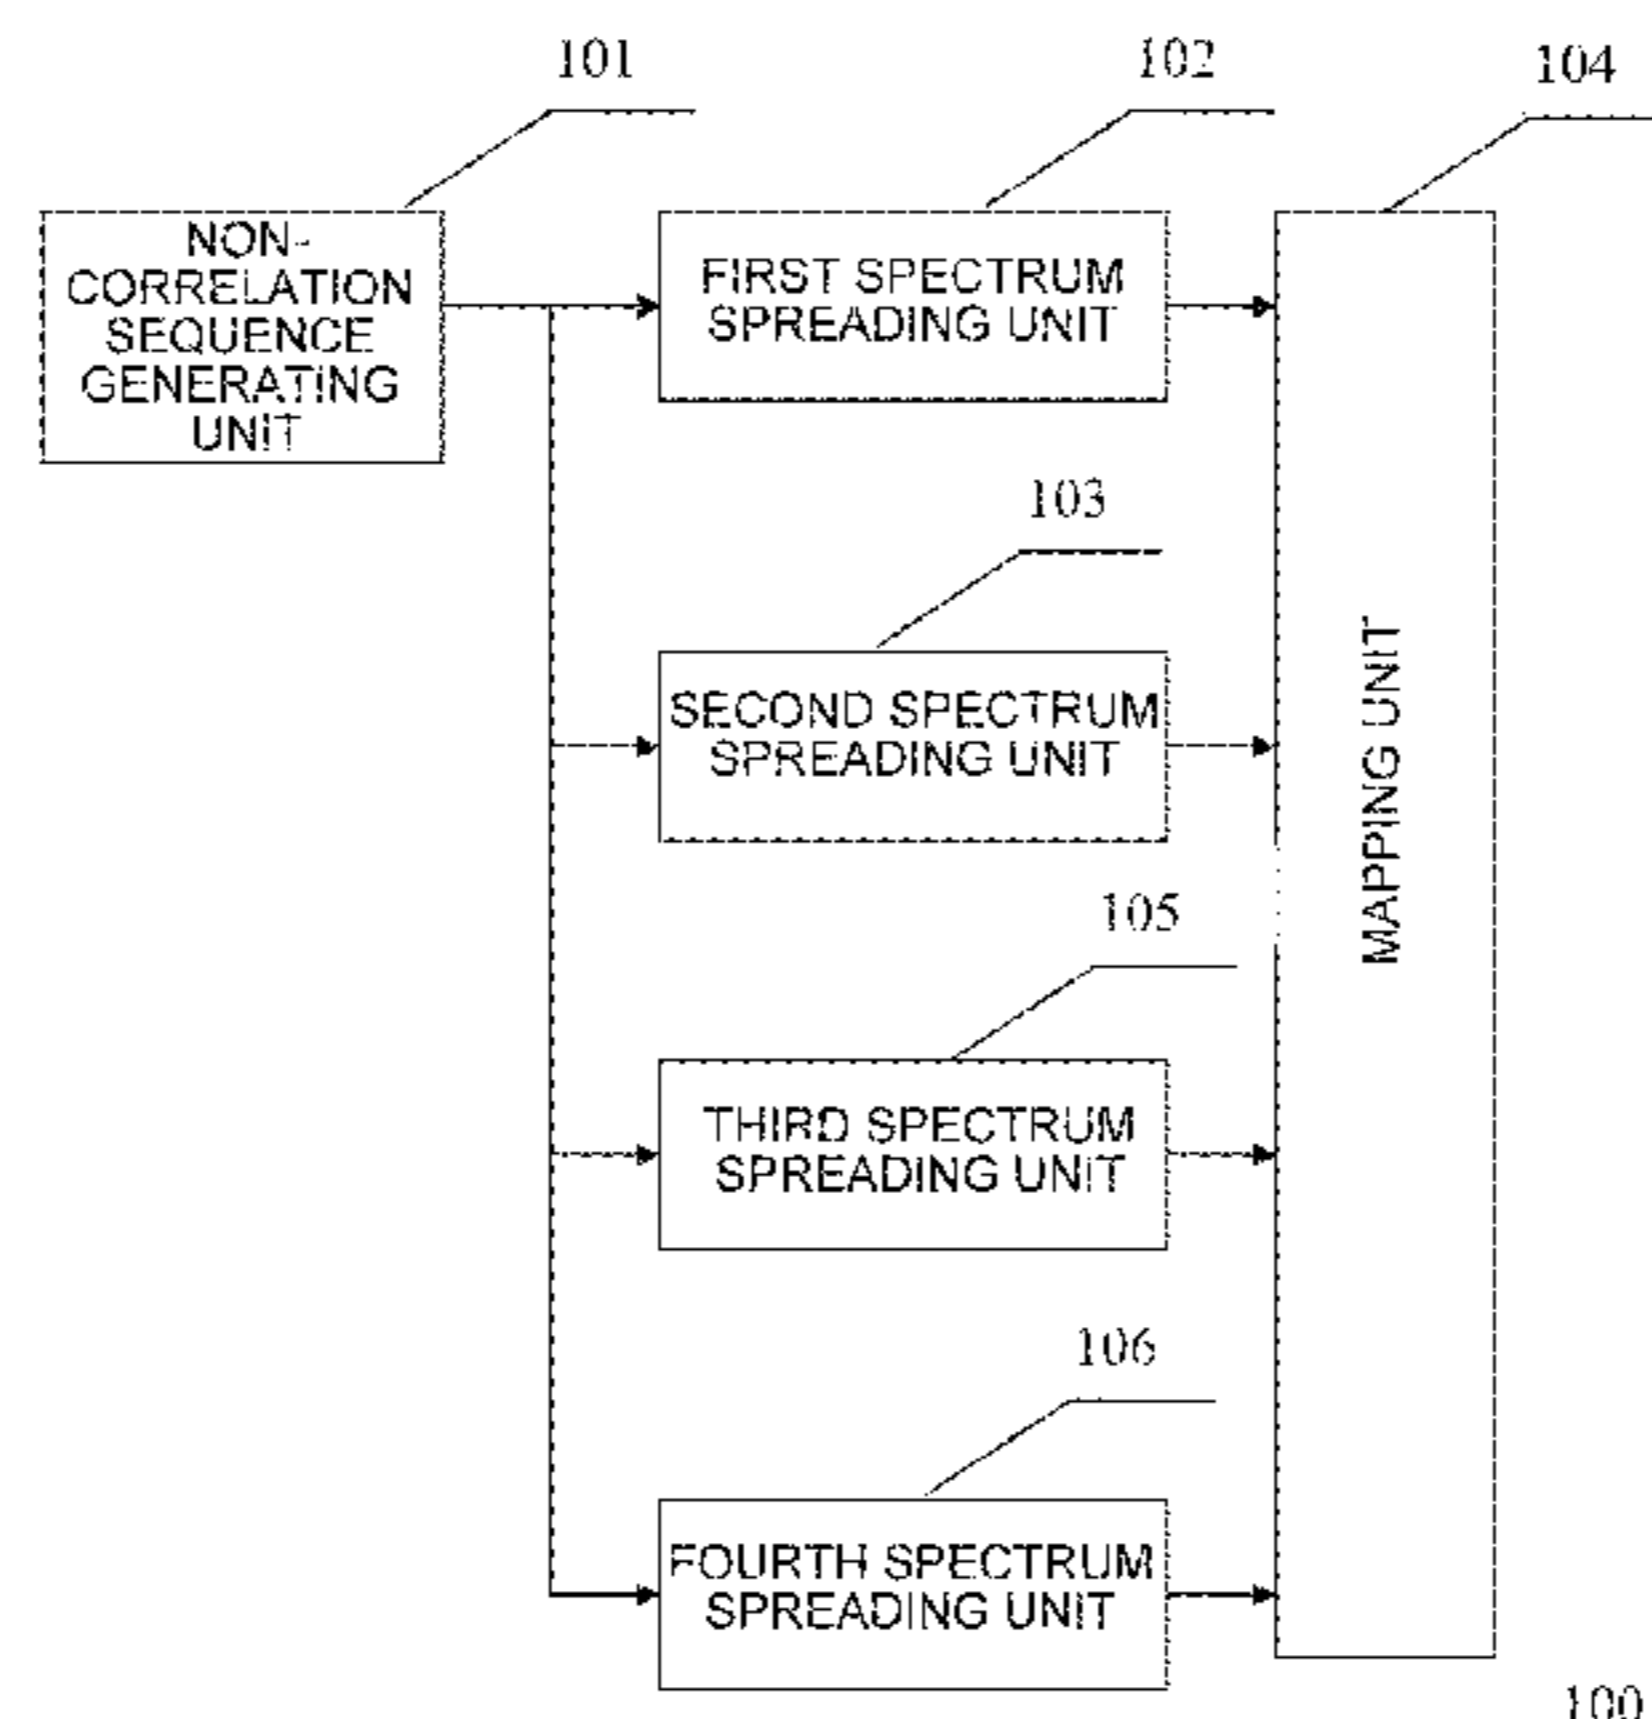 101
102
104
NON-
CORRELATION
SEQUENCE
GENERATING
UNIT
FIRST SPECTRUM
SPREADING UNIT
103
SECOND SPECTRUM
SPREADING UNIT
MAPPING UNIT
105
THIRD SPECTRUM
SPREADING UNIT
106
FOURTH SPECTRUM
SPREADING UNIT
100